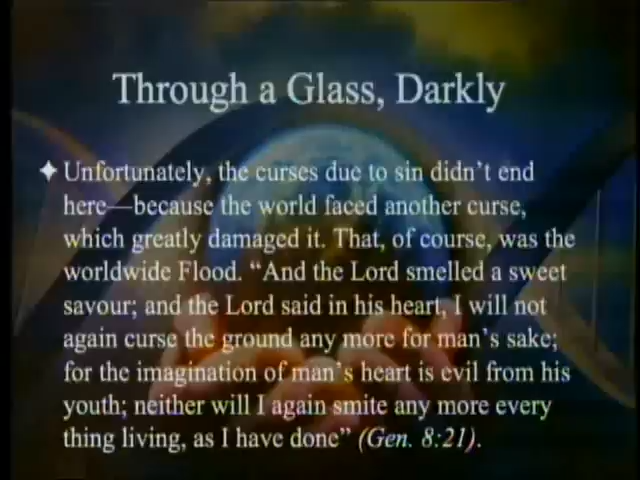 Through a Glass, Darkly
Unfortunately, the curses due to sin didn't end
here—because the world faced another curse,
which greatly damaged it. That, of course, was the
worldwide Flood. “And the Lord smelled a sweet
savour; and the Lord said in his heart, I will not
again curse the ground any more for man's sake;
for the imagination of man's heart is evil from his
youth; neither will I again smite any more every
thing living, as I have done” (Gen. 8:21).